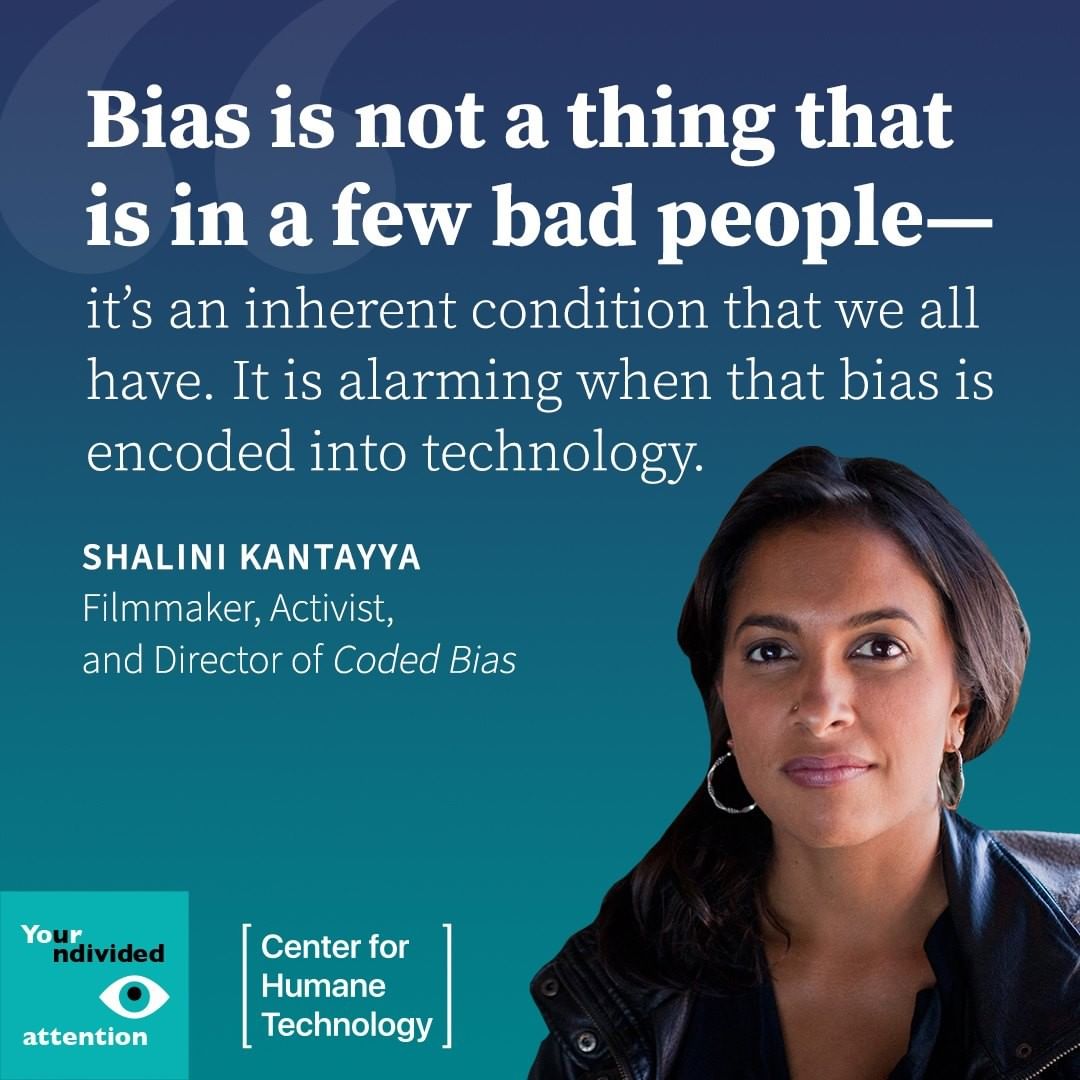 Bias is not a thing that
is in a few bad people—
it’s an inherent condition that we all
have. It is alarming when that bias is
encoded into technology.
SHALINI KANTAYYA
Filmmaker, Activist,
and Director of Coded Bias
Your
ndivided
attention
Center for
Humane
Technology